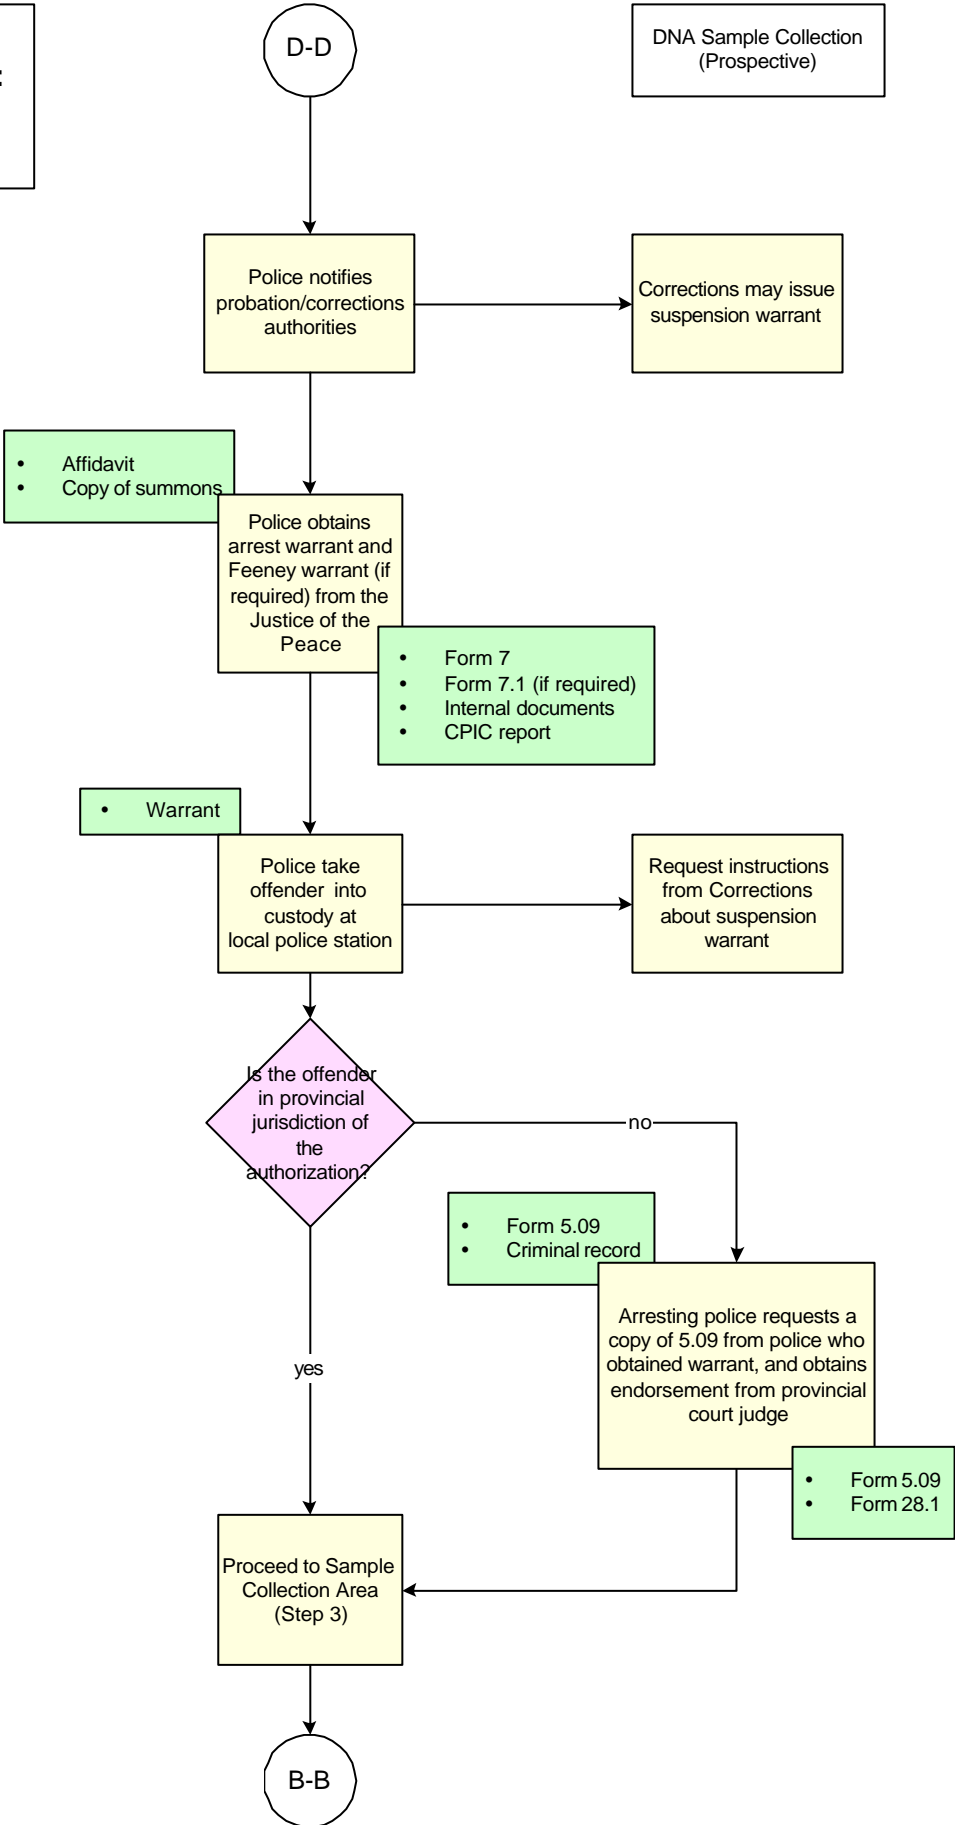 :
D-D
DNA Sample Collection
(Prospective)
Police notifies
probation/corrections
authorities
Corrections may issue
suspension warrant
• Affidavit
• Copy of summons
Police obtains
arrest warrant and
Feeney warrant (if
required) from the
Justice of the
Peace
• Form 7
• Form 7.1 (if required)
• Internal documents
• CPIC report
• Warrant
Police take
offender into
custody at
local police station
Request instructions
from Corrections
about suspension
warrant
Is the offender
in provincial
jurisdiction of
the
authorization?
no
• Form 5.09
• Criminal record
Arresting police requests a
copy of 5.09 from police who
obtained warrant, and obtains
endorsement from provincial
court judge
yes
• Form 5.09
• Form 28.1
Proceed to Sample
Collection Area
(Step 3)
B-B